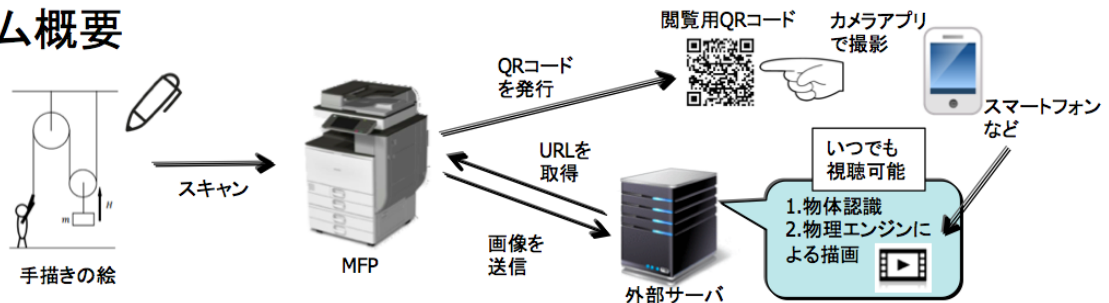 ム概要
手描きの絵
m
H
スキャン
MFP
QRコード
を発行
URLを
取得
画像を
送信
閲覧用QRコード
カメラアプリ
で撮影
スマートフォン
など
いつでも
視聴可能
1.物体認識
2.物理エンジンに
よる描画
外部サーバ